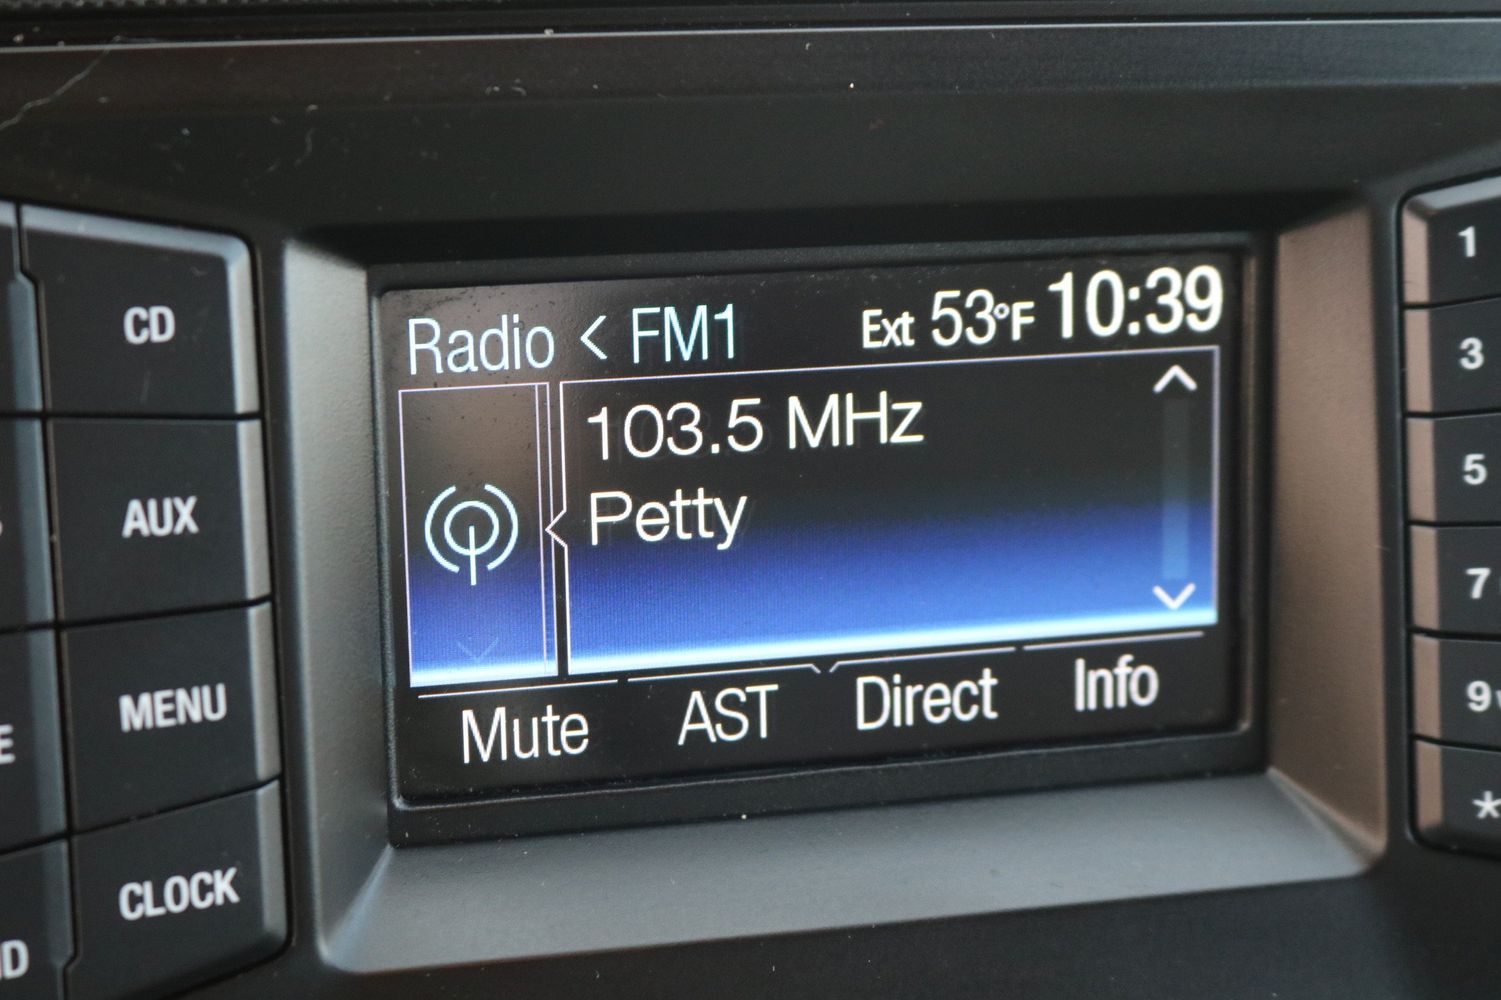 Radio < FM1 Ext 53°F 10:39
103.5 MHz
Petty
Mute AST Direct Info
CD
AUX
MENU
CLOCK
1
3
5
7
9
*